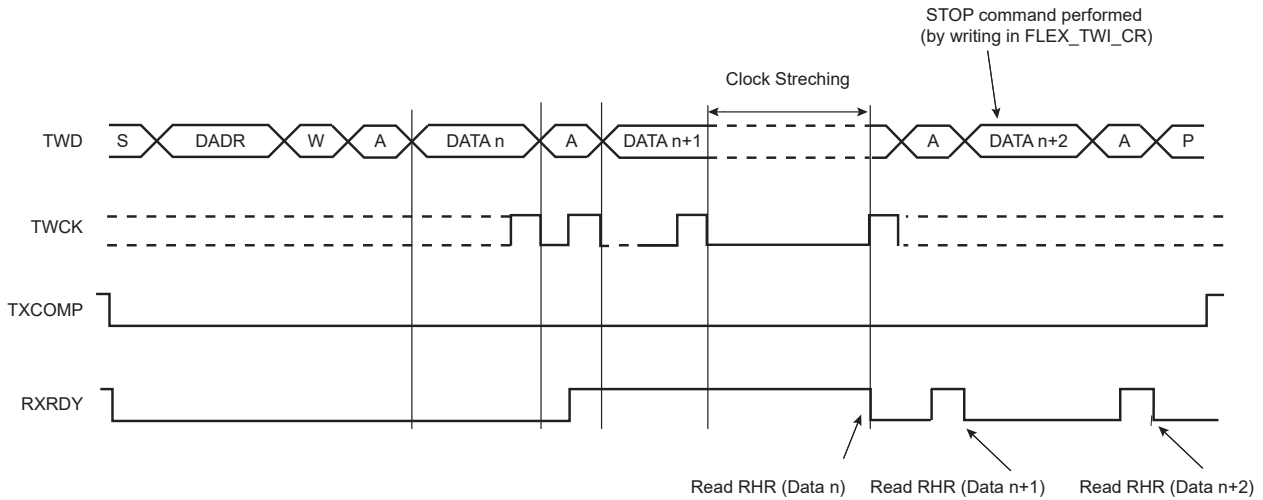 STOP command performed
(by writing in FLEX_TWI_CR)
Clock Streching
TWD S DADR W A DATA n A DATA n+1 A DATA n+2 A P
TWCK
TXCOMP
RXRDY
Read RHR (Data n) Read RHR (Data n+1) Read RHR (Data n+2)